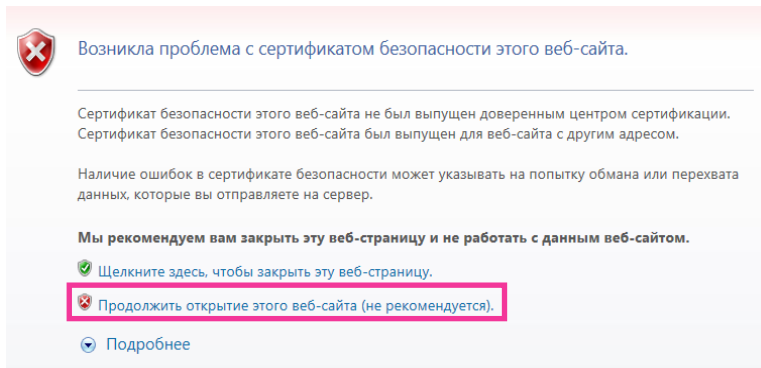 Возникла проблема с сертификатом безопасности этого веб-сайта.
Сертификат безопасности этого веб-сайта не был выпущен доверенным центром сертификации.
Сертификат безопасности этого веб-сайта был выпущен для веб-сайта с другим адресом.
Наличие ошибок в сертификате безопасности может указывать на попытку обмана или перехвата
данных, которые вы отправляете на сервер.
Мы рекомендуем вам закрыть эту веб-страницу и не работать с данным веб-сайтом.
Щелкните здесь, чтобы закрыть эту веб-страницу.
Продолжить открытие этого веб-сайта (не рекомендуется).
Подробнее